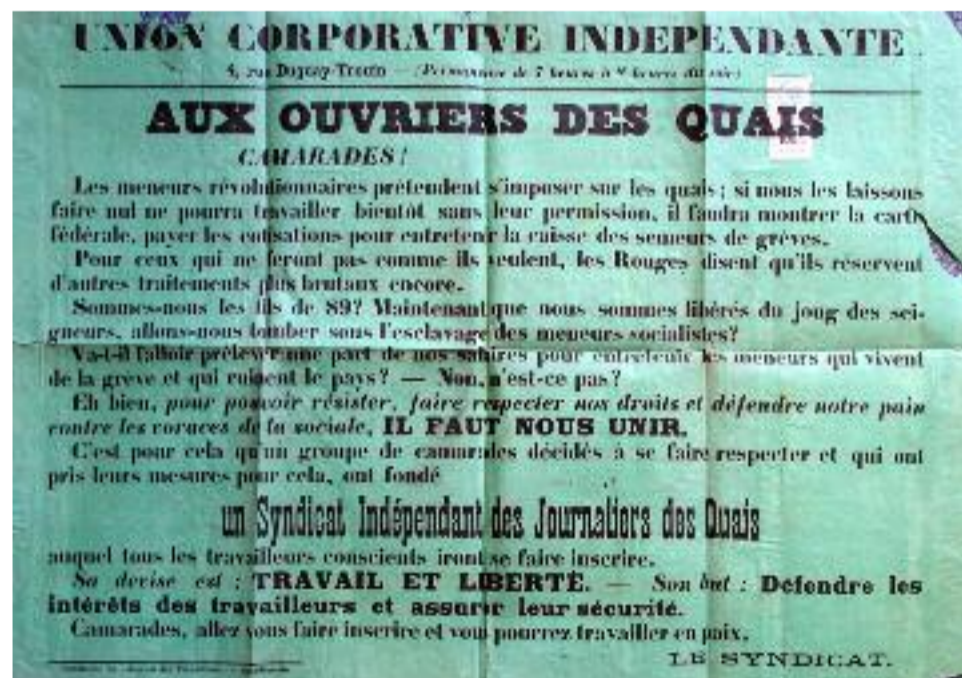 UNION CORPORATIVE INDEPENDANTE
4, rue Duguay-Trouin — (Permanence de 7 heures à 8 heures du soir)
AUX OUVRIERS DES QUAIS
CAMARADES !
Les meneurs révolutionnaires prétendent s'imposer sur les quais ; si nous les laissons
faire nul ne pourra travailler bientôt sans leur permission, il faudra montrer la carte
fédérale, payer les cotisations pour entretenir la caisse des semeurs de grèves.
Pour ceux qui ne feront pas comme ils veulent, les Rouges disent qu'ils réservent
d'autres traitements plus brutaux encore.
Sommes-nous les fils de 89? Maintenant que nous sommes libérés du joug des sei-
gneurs, allons-nous tomber sous l'esclavage des meneurs socialistes?
Va-t-il falloir prélever une part de nos salaires pour entretenir les meneurs qui vivent
de la grève et qui ruinent le pays? — Non, n'est-ce pas?
Eh bien, pour pouvoir résister, faire respecter nos droits et défendre notre pain
contre les voraces de la sociale, IL FAUT NOUS UNIR.
C'est pour cela qu'un groupe de camarades décidés à se faire respecter et qui ont
pris leurs mesures pour cela, ont fondé
un Syndicat Indépendant des Journaliers des Quais
auquel tous les travailleurs conscients iront se faire inscrire.
Sa devise est : TRAVAIL ET LIBERTÉ. — Son but : Défendre les
intérêts des travailleurs et assurer leur sécurité.
Camarades, allez vous faire inscrire et vous pourrez travailler en paix.
LE SYNDICAT.